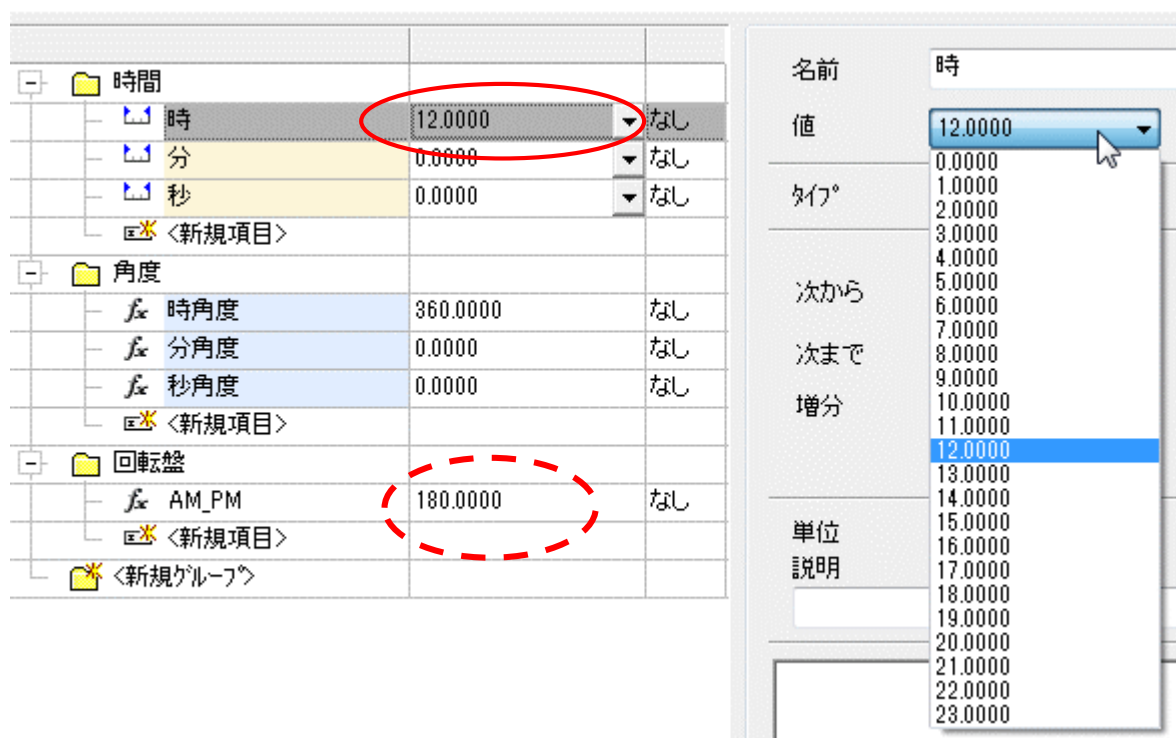 時間
時 12.0000 なし
分 0.0000 なし
秒 0.0000 なし
<新規項目>
角度
fx 時角度 360.0000 なし
fx 分角度 0.0000 なし
fx 秒角度 0.0000 なし
<新規項目>
回転盤
fx AM_PM 180.0000 なし
<新規項目>
<新規ｸﾞﾙｰﾌﾟ>
名前 時
値 12.0000
ﾀｲﾌﾟ
次から
次まで
増分
単位
説明
0.0000
1.0000
2.0000
3.0000
4.0000
5.0000
6.0000
7.0000
8.0000
9.0000
10.0000
11.0000
12.0000
13.0000
14.0000
15.0000
16.0000
17.0000
18.0000
19.0000
20.0000
21.0000
22.0000
23.0000